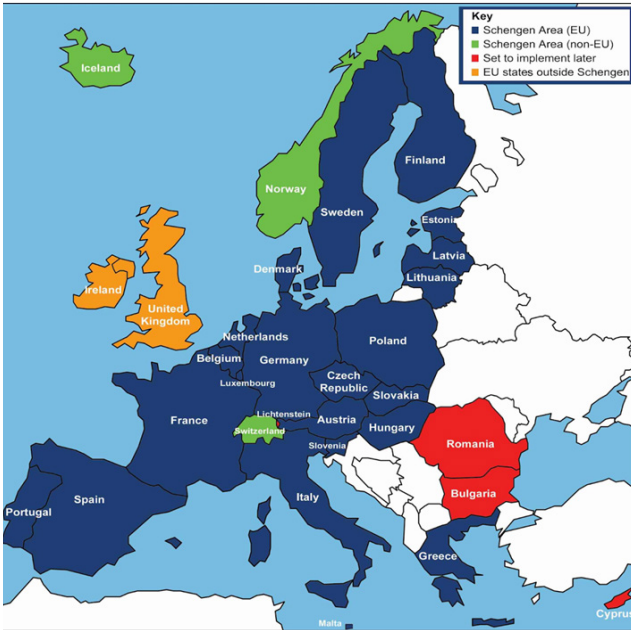 Key
Schengen Area (EU)
Schengen Area (non-EU)
Set to implement later
EU states outside Schengen
Iceland
Finland
Norway
Sweden
Estonia
Latvia
Denmark
Lithuania
Ireland
United
Kingdom
Netherlands
Poland
Belgium
Germany
Czech
Republic
Luxembourg
Slovakia
Lichtenstein
France
Austria
Switzerland
Hungary
Romania
Slovenia
Bulgaria
Italy
Spain
Portugal
Greece
Cyprus
Malta